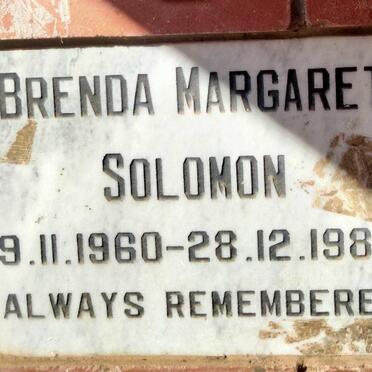 BRENDA MARGARET
SOLOMON
9.11.1960-28.12.198
ALWAYS REMEMBERE